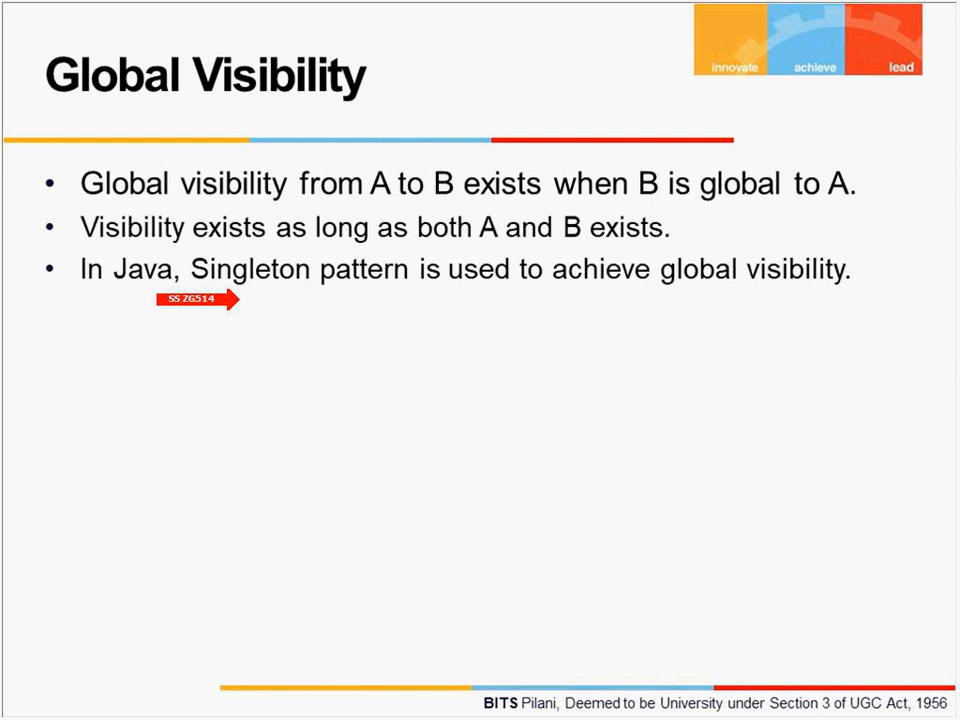 innovate achieve lead
Global Visibility
• Global visibility from A to B exists when B is global to A.
• Visibility exists as long as both A and B exists.
• In Java, Singleton pattern is used to achieve global visibility.
SS ZG514
BITS Pilani, Deemed to be University under Section 3 of UGC Act, 1956